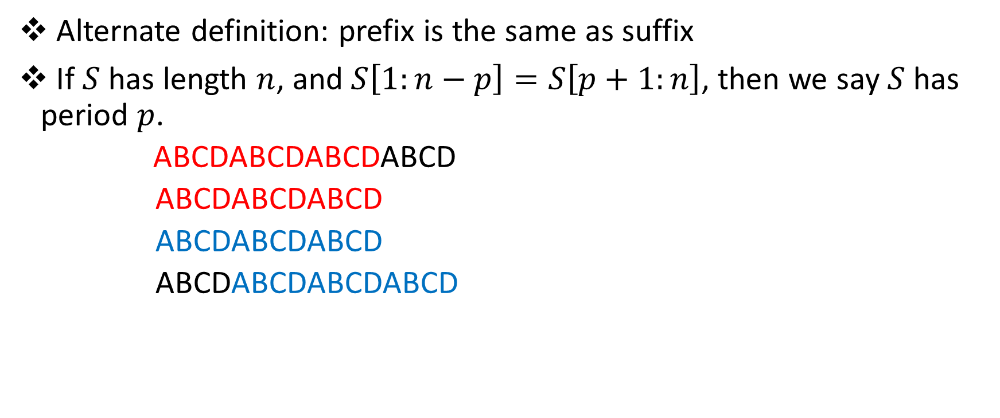 ❖ Alternate definition: prefix is the same as suffix
❖ If 𝑆 has length 𝑛, and 𝑆[1: 𝑛 − 𝑝] = 𝑆[𝑝 + 1: 𝑛], then we say 𝑆 has
period 𝑝.
ABCDABCDABCDABCD
ABCDABCDABCD
ABCDABCDABCD
ABCDABCDABCDABCD